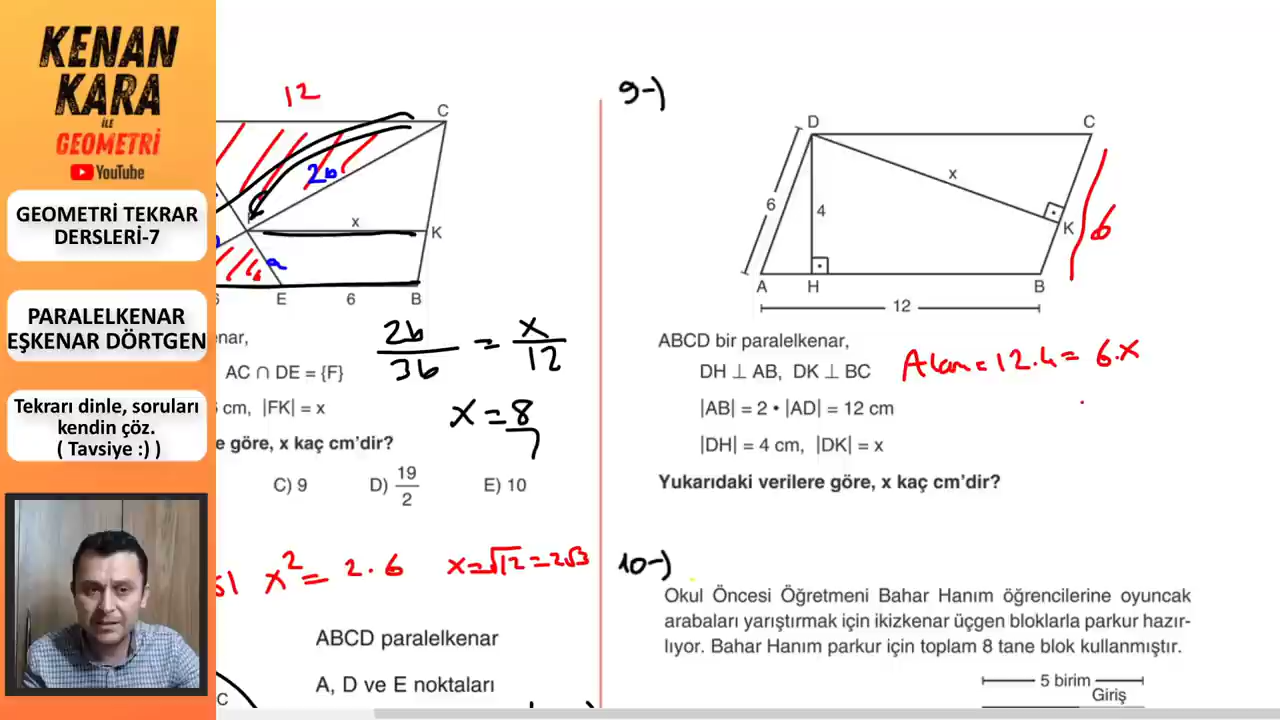 KENAN
KARA
İLE
GEOMETRİ
YouTube
GEOMETRİ TEKRAR
DERSLERİ-7
PARALELKENAR
EŞKENAR DÖRTGEN
Tekrarı dinle, soruları
kendin çöz.
( Tavsiye :) )
12
C
2b
x
K
a
E
6
B
2b/3b = x/12
x = 8
nar,
AC ∩ DE = {F}
cm, |FK| = x
e göre, x kaç cm'dir?
C) 9
D) 19/2
E) 10
x² = 2.6
x = √12 = 2√3
ABCD paralelkenar
A, D ve E noktaları
C
9-)
D
C
x
6
4
K
6
A
H
B
12
ABCD bir paralelkenar,
DH ⊥ AB, DK ⊥ BC
|AB| = 2 • |AD| = 12 cm
|DH| = 4 cm, |DK| = x
Yukarıdaki verilere göre, x kaç cm'dir?
Alan = 12.4 = 6.x
10-)
Okul Öncesi Öğretmeni Bahar Hanım öğrencilerine oyuncak
arabaları yarıştırmak için ikizkenar üçgen bloklarla parkur hazır-
lıyor. Bahar Hanım parkur için toplam 8 tane blok kullanmıştır.
5 birim
Giriş